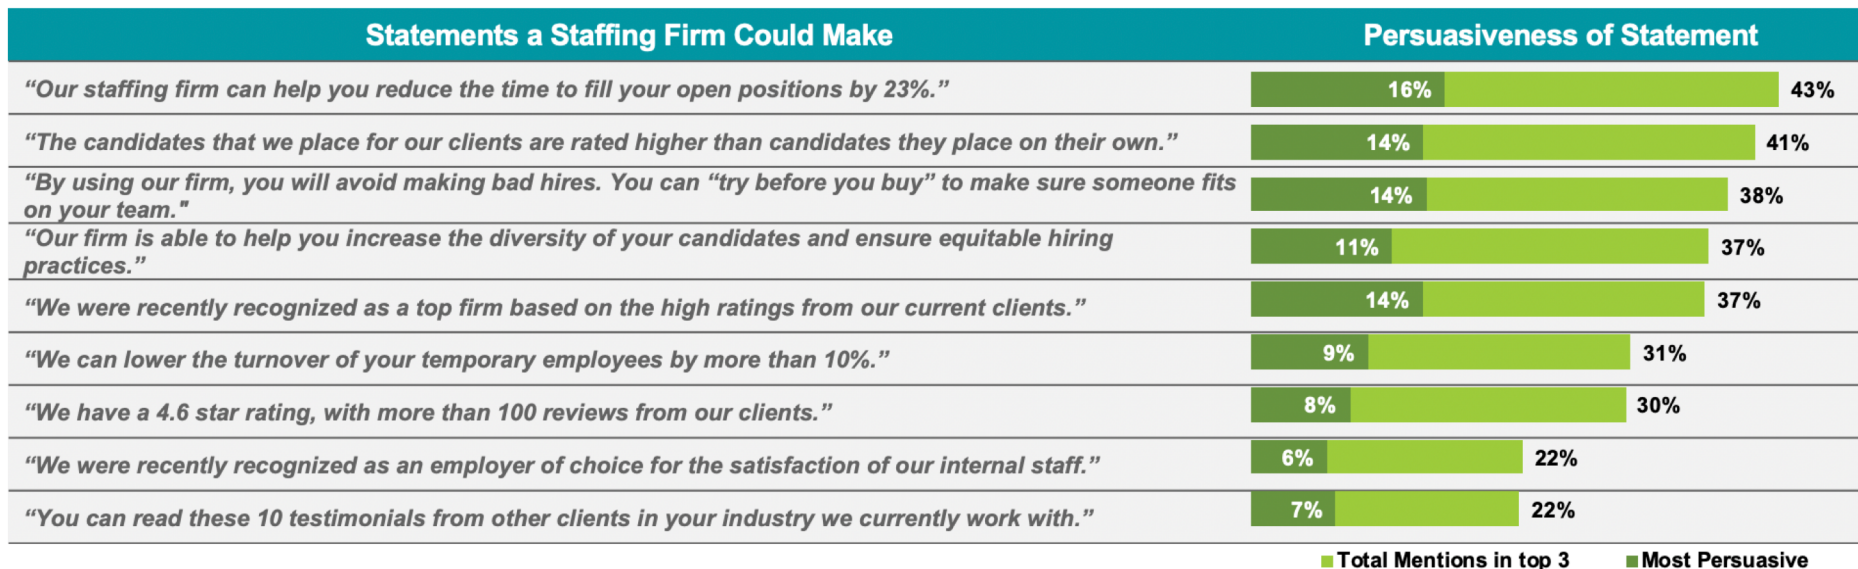 Statements a Staffing Firm Could Make
Persuasiveness of Statement
“Our staffing firm can help you reduce the time to fill your open positions by 23%.”
16%
43%
“The candidates that we place for our clients are rated higher than candidates they place on their own.”
14%
41%
“By using our firm, you will avoid making bad hires. You can “try before you buy” to make sure someone fits
on your team."
14%
38%
“Our firm is able to help you increase the diversity of your candidates and ensure equitable hiring
practices.”
11%
37%
“We were recently recognized as a top firm based on the high ratings from our current clients.”
14%
37%
“We can lower the turnover of your temporary employees by more than 10%.”
9%
31%
“We have a 4.6 star rating, with more than 100 reviews from our clients.”
8%
30%
“We were recently recognized as an employer of choice for the satisfaction of our internal staff.”
6%
22%
“You can read these 10 testimonials from other clients in your industry we currently work with.”
7%
22%
Total Mentions in top 3
Most Persuasive